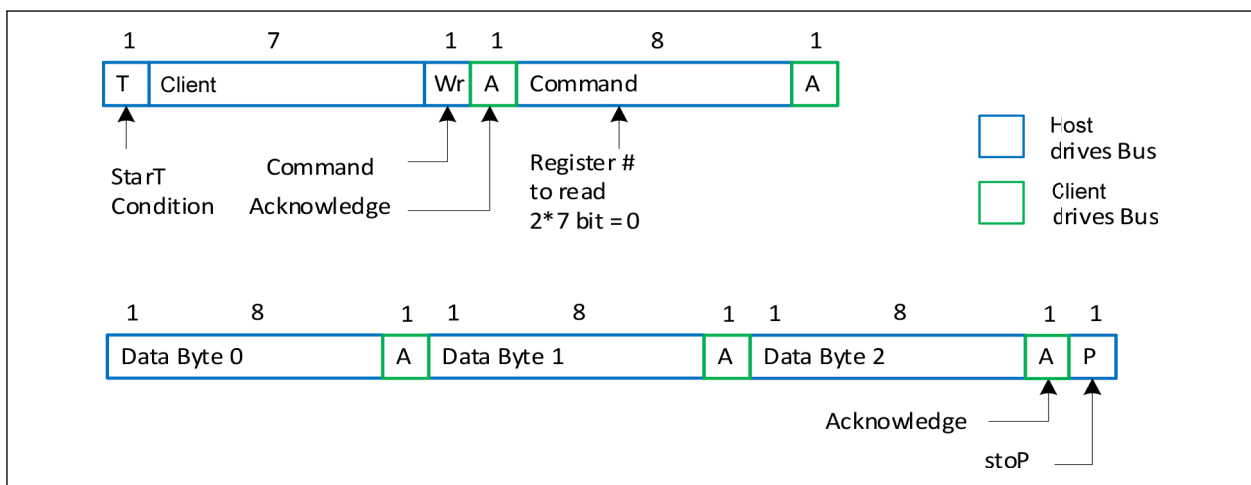 1 7 1 1 8 1
T Client Wr A Command A
StarT
Condition
Command
Acknowledge
Register #
to read
2*7 bit = 0
Host
drives Bus
Client
drives Bus
1 8 1 1 8 1 1 8 1 1
Data Byte 0 A Data Byte 1 A Data Byte 2 A P
Acknowledge
stoP